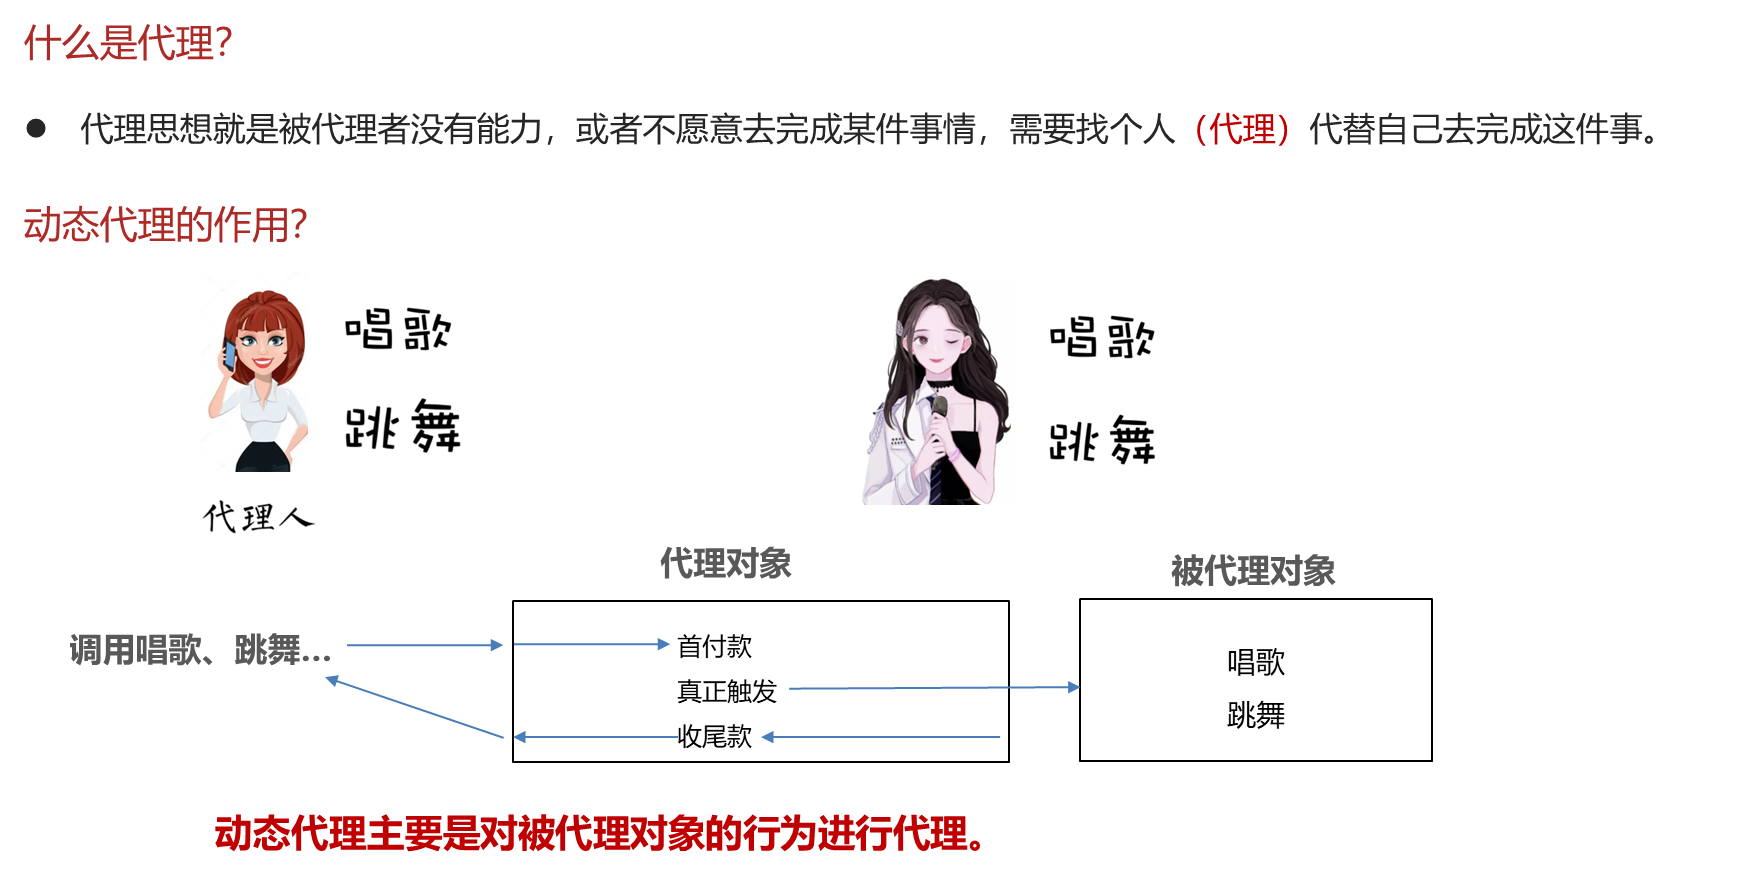 什么是代理？
● 代理思想就是被代理者没有能力，或者不愿意去完成某件事情，需要找个人（代理）代替自己去完成这件事。
动态代理的作用？
唱歌
唱歌
跳舞
跳舞
代理人
代理对象
被代理对象
调用唱歌、跳舞...
首付款
真正触发
收尾款
唱歌
跳舞
动态代理主要是对被代理对象的行为进行代理。